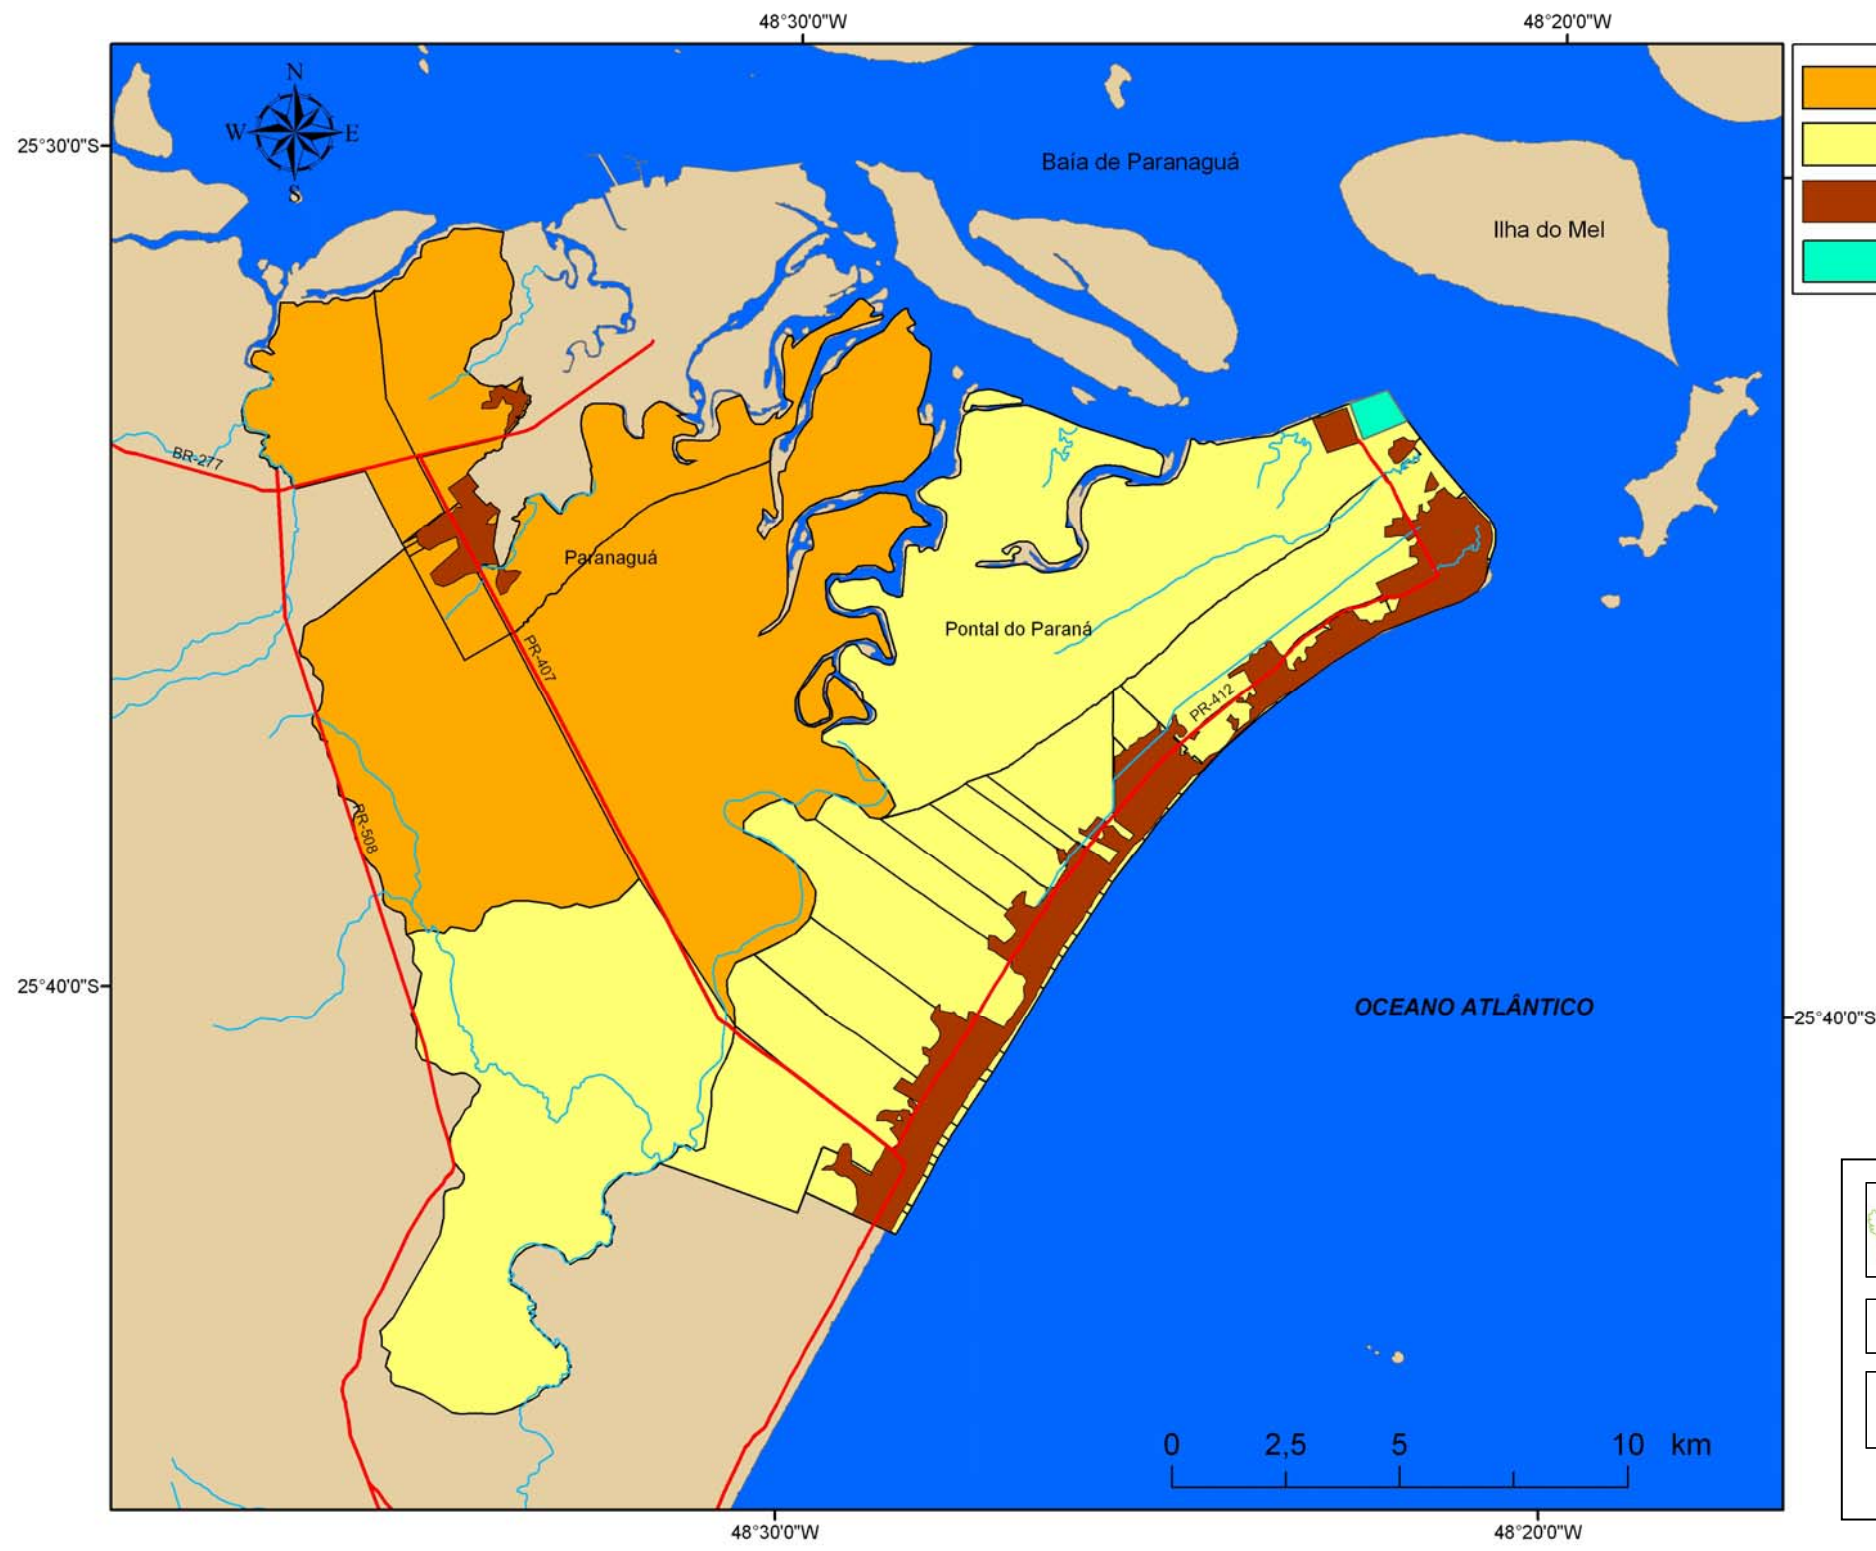 48°30'0"W
48°20'0"W
N
W
E
S
25°30'0"S
Baía de Paranaguá
Ilha do Mel
BR-277
Paranaguá
Pontal do Paraná
PR-407
PR-412
PR-508
25°40'0"S
OCEANO ATLÂNTICO
25°40'0"S
0 2,5 5 10 km
48°30'0"W
48°20'0"W